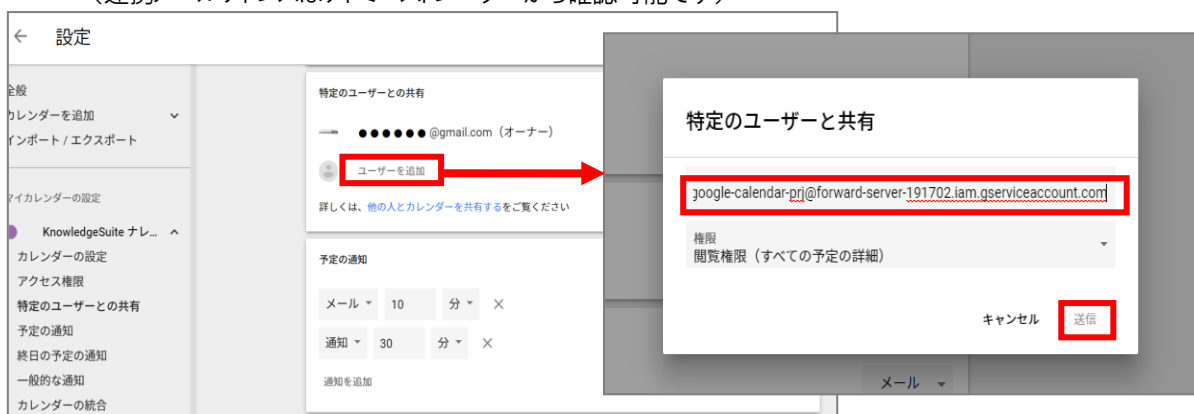 ← 設定
全般
カレンダーを追加
インポート / エクスポート
マイカレンダーの設定
KnowledgeSuite ナレ...
カレンダーの設定
アクセス権限
特定のユーザーとの共有
予定の通知
終日の予定の通知
一般的な通知
カレンダーの統合
特定のユーザーとの共有
●●●●●●@gmail.com（オーナー）
ユーザーを追加
詳しくは、他の人とカレンダーを共有するをご覧ください
予定の通知
メール 10 分 ×
通知 30 分 ×
通知を追加
特定のユーザーと共有
google-calendar-prj@forward-server-191702.iam.gserviceaccount.com
権限
閲覧権限（すべての予定の詳細）
キャンセル 送信
メール